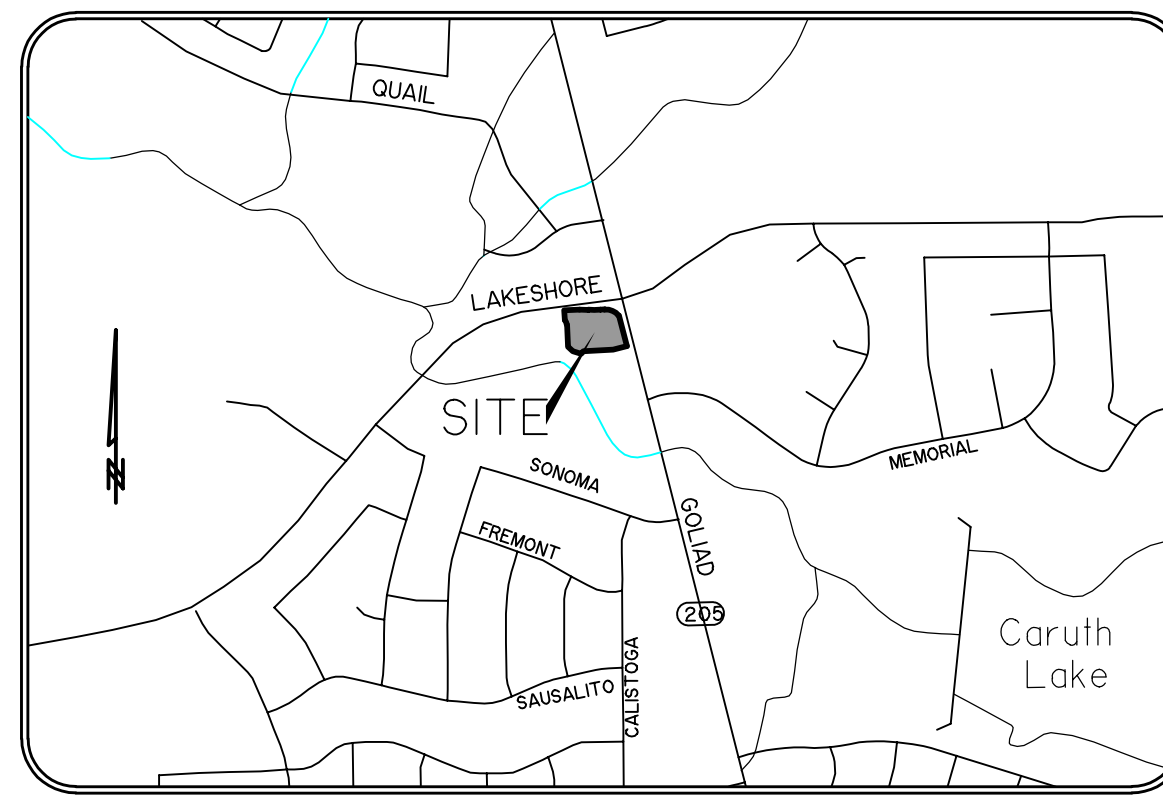 QUAIL
LAKESHORE
SITE
MEMORIAL
SONOMA
GOLIAD
FREMONT
205
Caruth
Lake
CALISTOGA
SAUSALITO
N